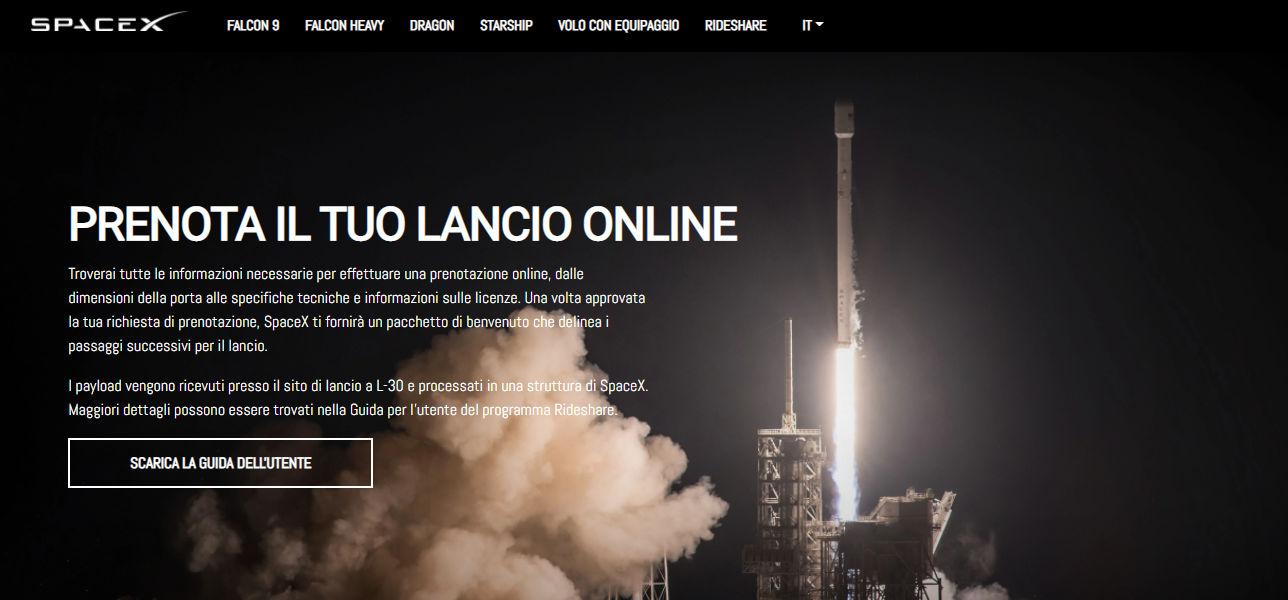 SPACEX
FALCON 9
FALCON HEAVY
DRAGON
STARSHIP
VOLO CON EQUIPAGGIO
RIDESHARE
IT
PRENOTA IL TUO LANCIO ONLINE
Troverai tutte le informazioni necessarie per effettuare una prenotazione online, dalle
dimensioni della porta alle specifiche tecniche e informazioni sulle licenze. Una volta approvata
la tua richiesta di prenotazione, SpaceX ti fornirà un pacchetto di benvenuto che delinea i
passaggi successivi per il lancio.
I payload vengono ricevuti presso il sito di lancio a L-30 e processati in una struttura di SpaceX.
Maggiori dettagli possono essere trovati nella Guida per l'utente del programma Rideshare.
SCARICA LA GUIDA DELL'UTENTE